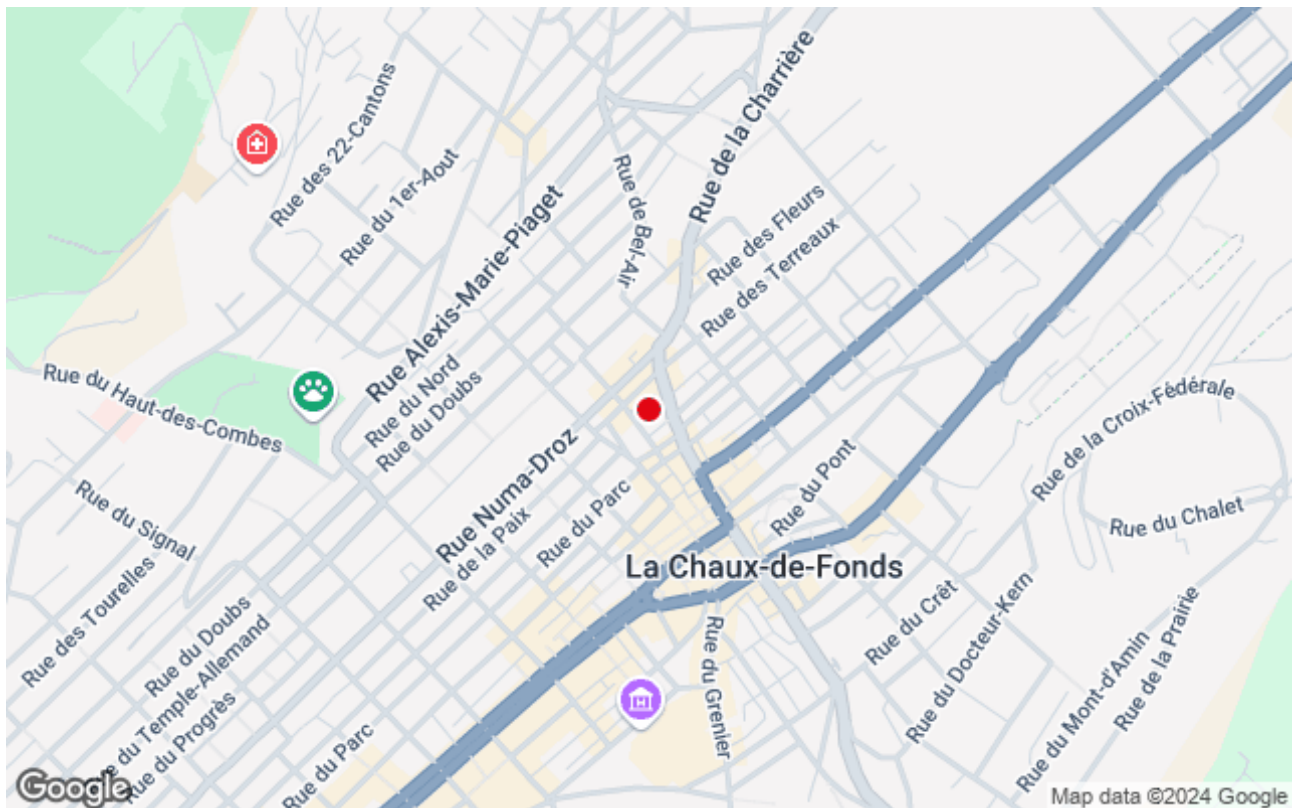 Rue de la Charrière
Rue des 22-Cantons
Rue du 1er-Aout
Rue de Bel-Air
Rue des Fleurs
Rue Alexis-Marie-Piaget
Rue des Terreaux
Rue du Nord
Rue du Doubs
Rue du Haut-des-Combes
Rue de la Croix-Fédérale
Rue Numa-Droz
Rue du Pont
Rue du Parc
Rue du Signal
Rue de la Paix
Rue du Chalet
La Chaux-de-Fonds
Rue des Tourelles
Rue du Crêt
Rue du Docteur-Kern
Rue du Doubs
Rue du Grenier
Rue du Mont-d'Amin
Rue de la Prairie
du Temple-Allemand
Rue du Progrès
Rue du Parc
Google
Map data ©2024 Google